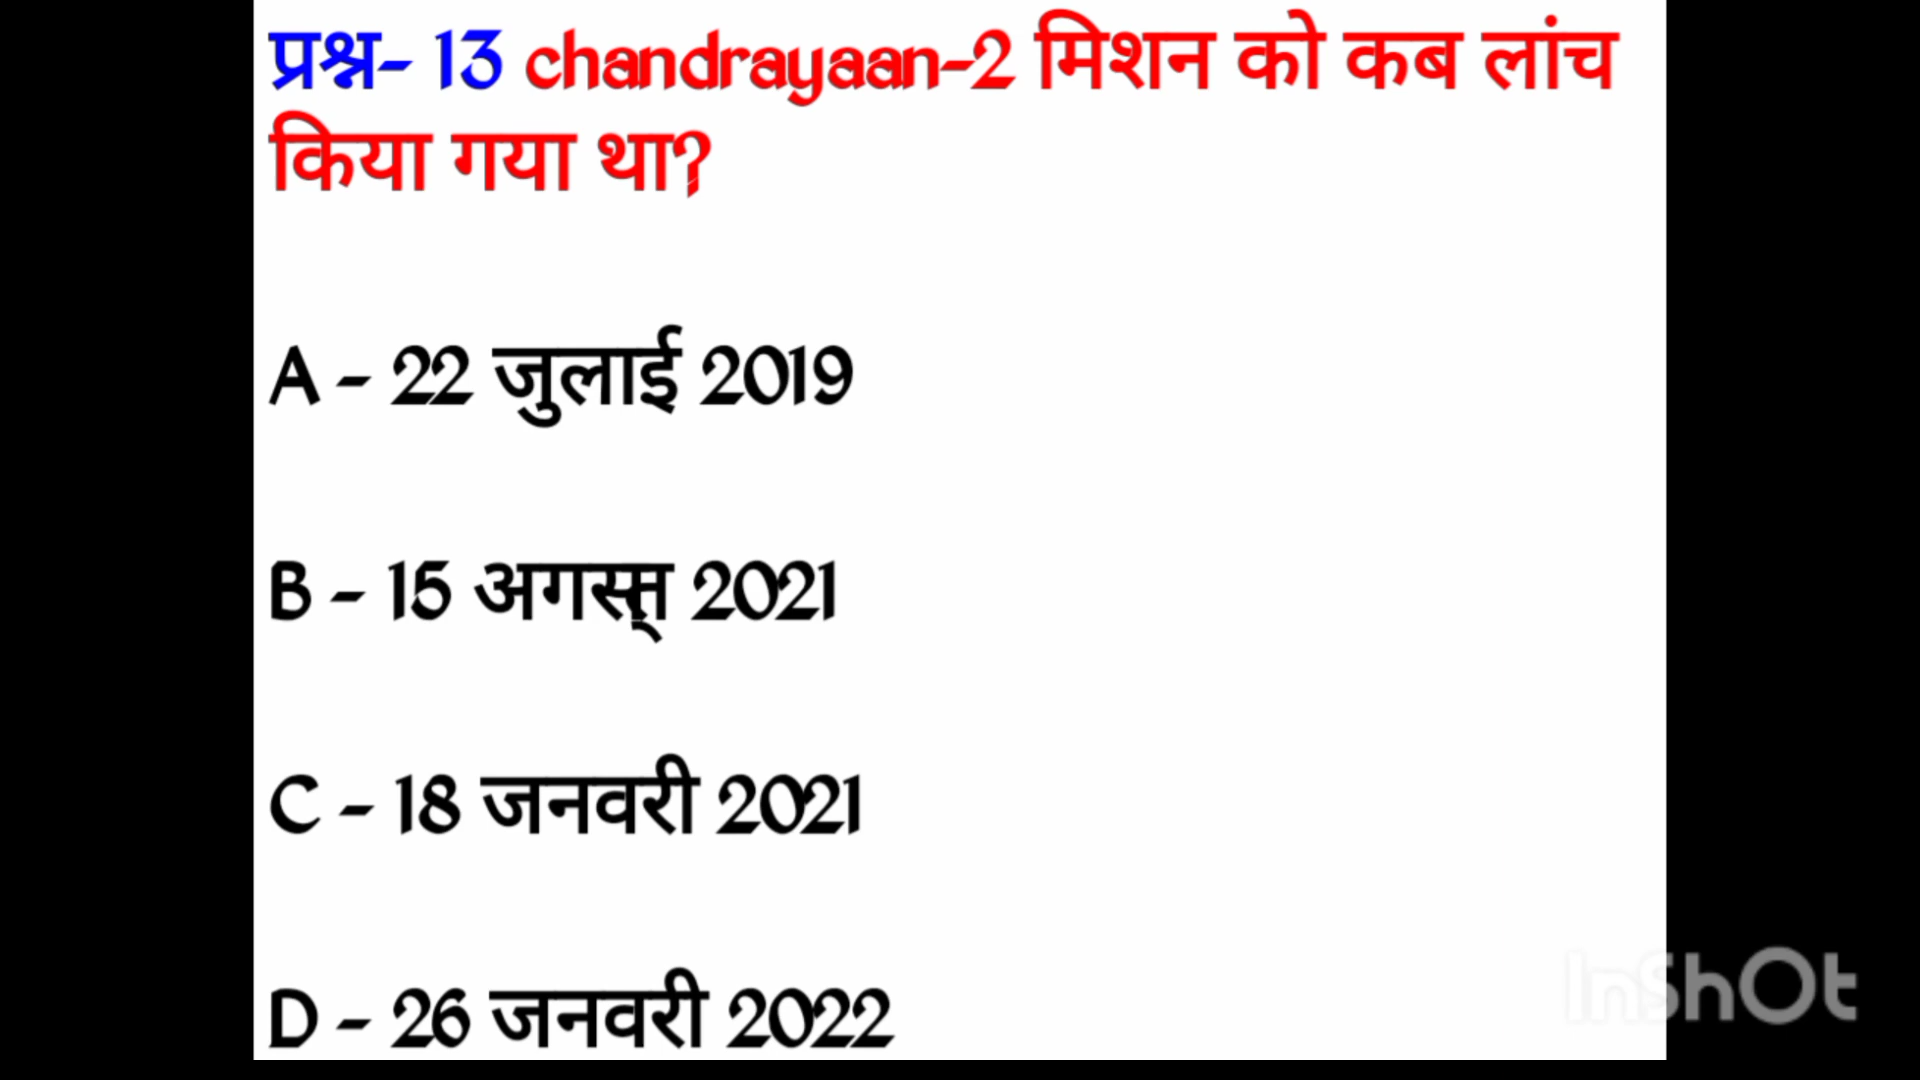 प्रश्न- 13 chandrayaan-2 मिशन को कब लांच
किया गया था?
A - 22 जुलाई 2019
B - 15 अगस्त् 2021
C - 18 जनवरी 2021
D - 26 जनवरी 2022
InShOt